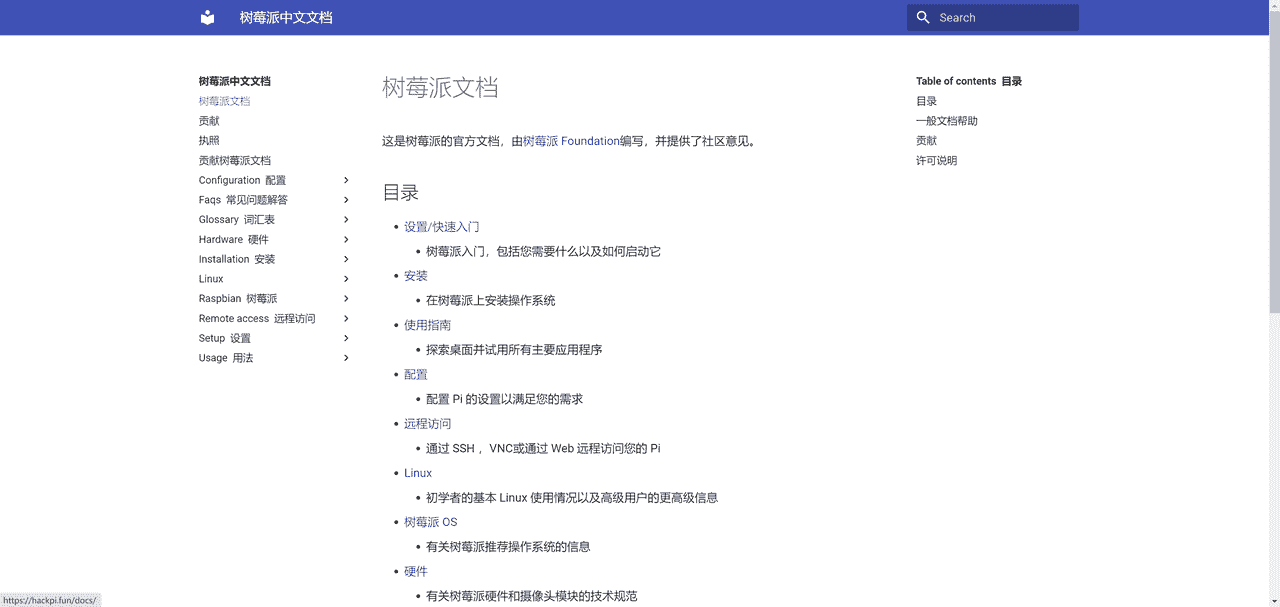 树莓派中文文档
Search
树莓派中文文档
树莓派文档
贡献
执照
贡献树莓派文档
Configuration 配置
Faqs 常见问题解答
Glossary 词汇表
Hardware 硬件
Installation 安装
Linux
Raspbian 树莓派
Remote access 远程访问
Setup 设置
Usage 用法
树莓派文档
这是树莓派的官方文档，由树莓派 Foundation编写，并提供了社区意见。
目录
设置/快速入门
树莓派入门，包括您需要什么以及如何启动它
安装
在树莓派上安装操作系统
使用指南
探索桌面并试用所有主要应用程序
配置
配置 Pi 的设置以满足您的需求
远程访问
通过 SSH ，VNC或通过 Web 远程访问您的 Pi
Linux
初学者的基本 Linux 使用情况以及高级用户的更高级信息
树莓派 OS
有关树莓派推荐操作系统的信息
硬件
有关树莓派硬件和摄像头模块的技术规范
Table of contents 目录
目录
一般文档帮助
贡献
许可说明
https://hackpi.fun/docs/